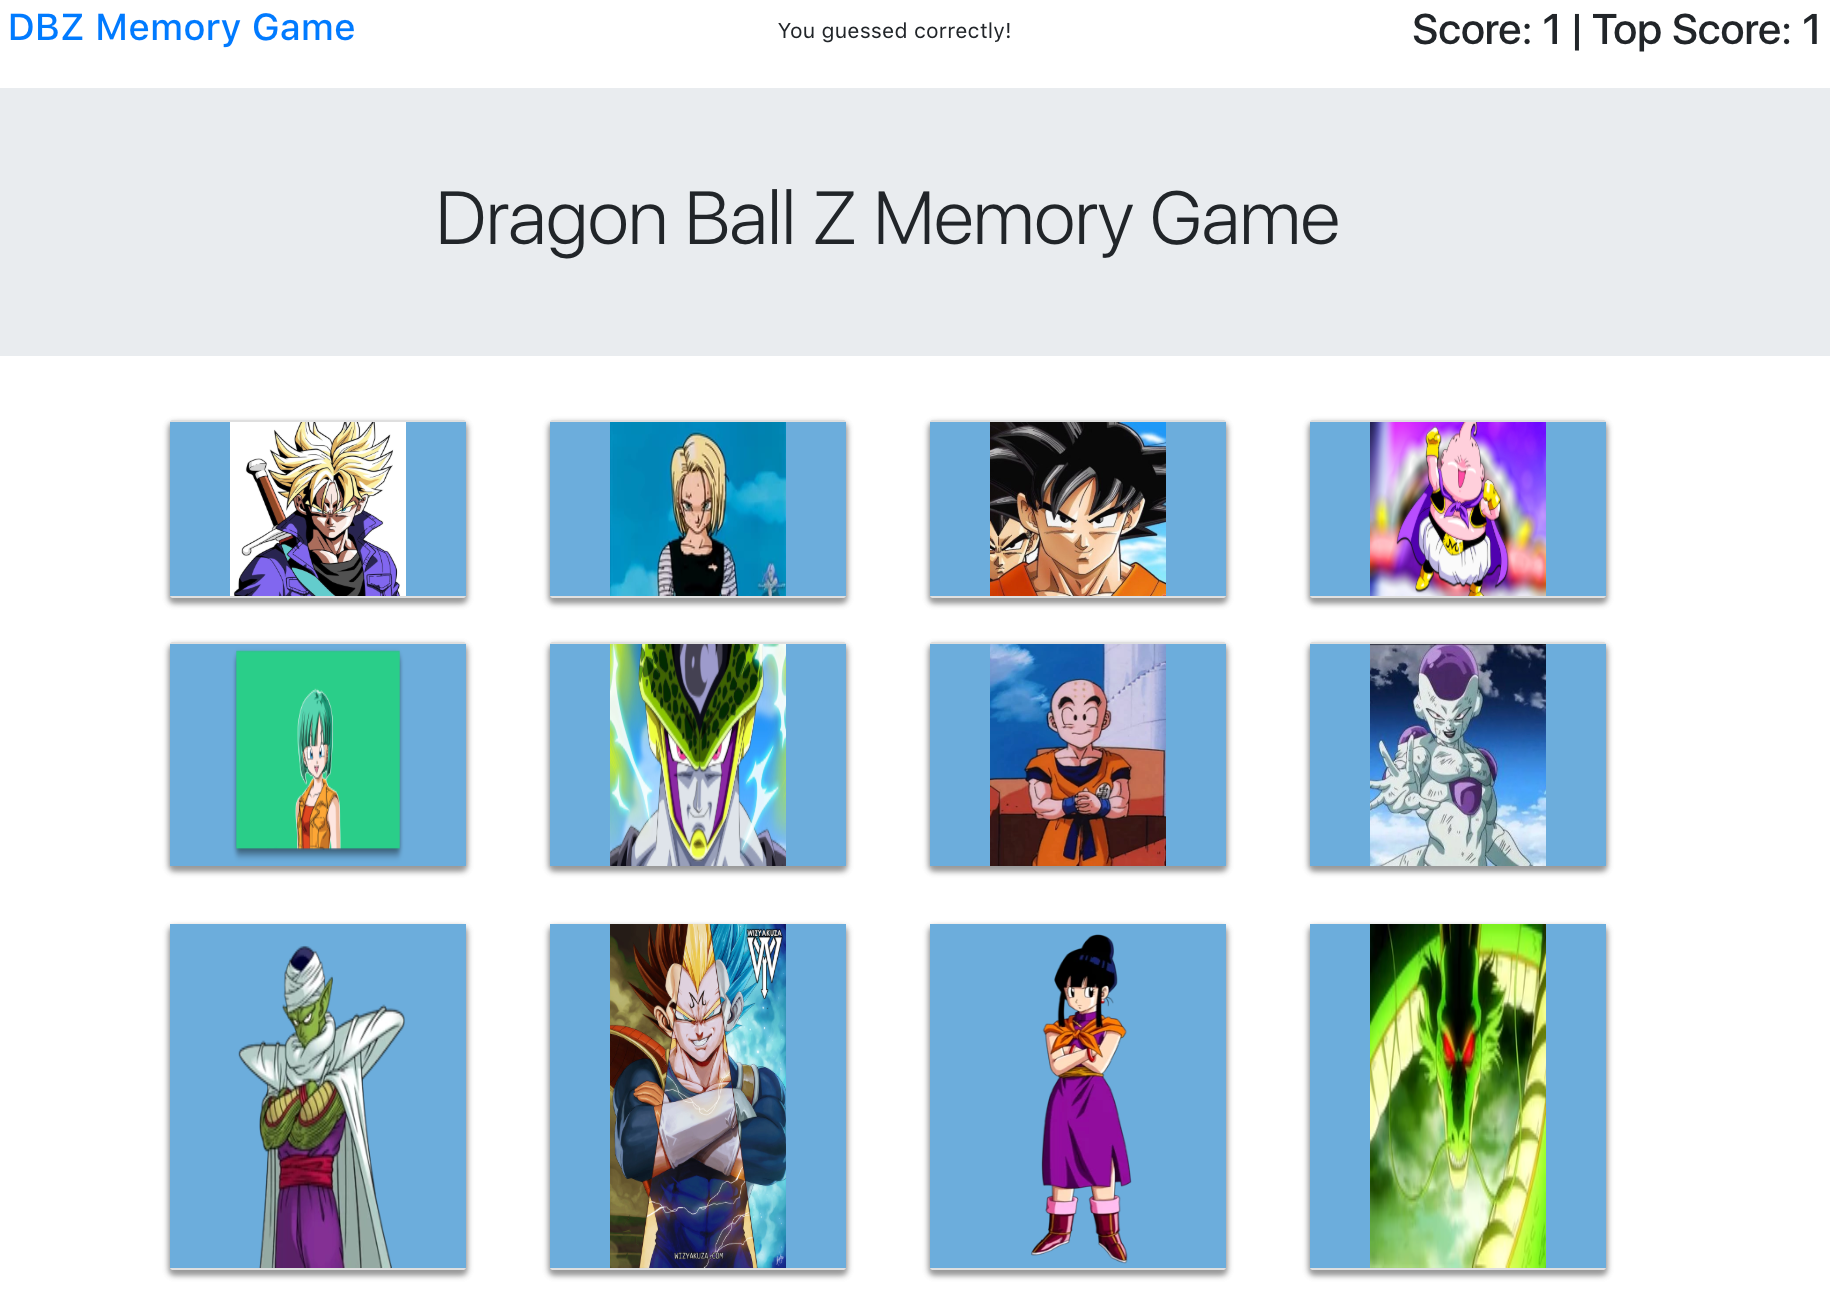 DBZ Memory Game
You guessed correctly!
Score: 1 | Top Score: 1
Dragon Ball Z Memory Game
WIZYAKUZA
WIZYAKUZA.COM